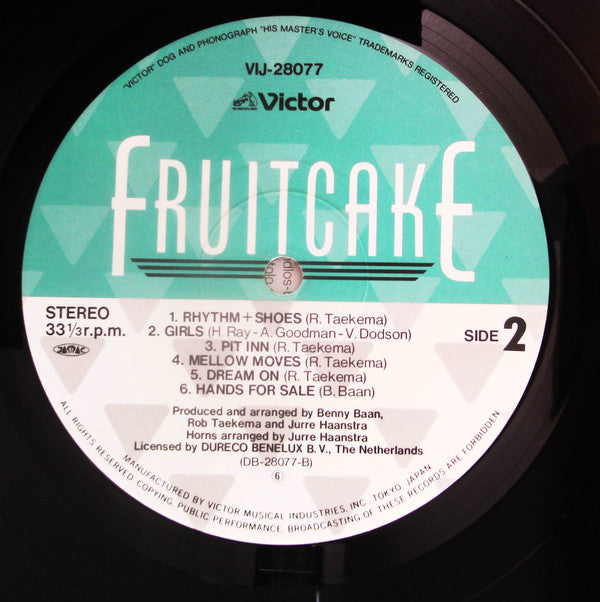 "VICTOR" DOG AND PHONOGRAPH "HIS MASTER'S VOICE" TRADEMARKS REGISTERED
VIJ-28077
Victor
FRUITCAKE
STEREO
33 1/3 r.p.m.
JASRAC
SIDE 2
1. RHYTHM + SHOES (R. Taekema)
2. GIRLS (H. Ray - A. Goodman - V. Dodson)
3. PIT INN (R. Taekema)
4. MELLOW MOVES (R. Taekema)
5. DREAM ON (R. Taekema)
6. HANDS FOR SALE (B. Baan)
Produced and arranged by Benny Baan,
Rob Taekema and Jurre Haanstra
Horns arranged by Jurre Haanstra
Licensed by DURECO BENELUX B. V., The Netherlands
(DB-28077-B)
6
MANUFACTURED BY VICTOR MUSICAL INDUSTRIES, INC. TOKYO, JAPAN
ALL RIGHTS RESERVED. COPYING, PUBLIC PERFORMANCE, BROADCASTING OF THESE RECORDS ARE FORBIDDEN